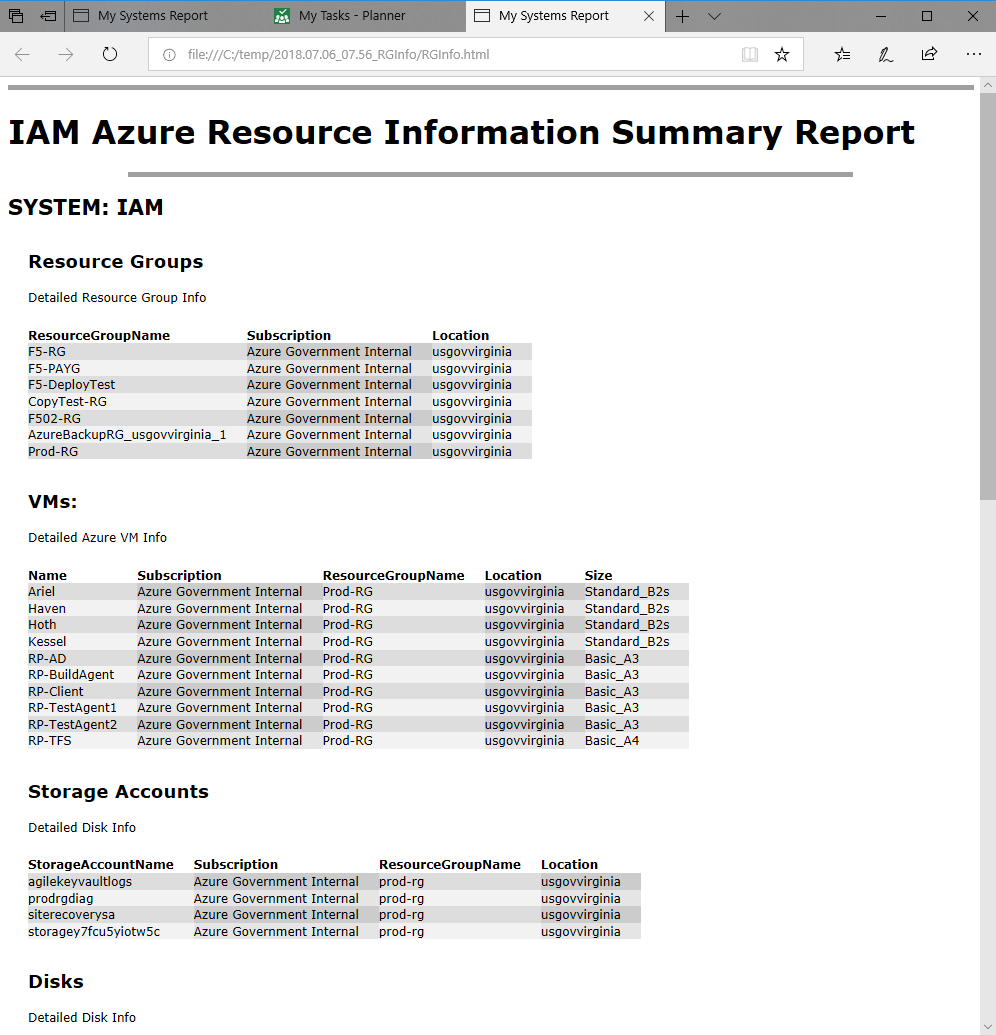 My Systems Report
My Tasks - Planner
My Systems Report
file:///C:/temp/2018.07.06_07.56_RGInfo/RGInfo.html
IAM Azure Resource Information Summary Report
SYSTEM: IAM
Resource Groups
Detailed Resource Group Info
ResourceGroupName Subscription Location
F5-RG Azure Government Internal usgovvirginia
F5-PAYG Azure Government Internal usgovvirginia
F5-DeployTest Azure Government Internal usgovvirginia
CopyTest-RG Azure Government Internal usgovvirginia
F502-RG Azure Government Internal usgovvirginia
AzureBackupRG_usgovvirginia_1 Azure Government Internal usgovvirginia
Prod-RG Azure Government Internal usgovvirginia
VMs:
Detailed Azure VM Info
Name Subscription ResourceGroupName Location Size
Ariel Azure Government Internal Prod-RG usgovvirginia Standard_B2s
Haven Azure Government Internal Prod-RG usgovvirginia Standard_B2s
Hoth Azure Government Internal Prod-RG usgovvirginia Standard_B2s
Kessel Azure Government Internal Prod-RG usgovvirginia Standard_B2s
RP-AD Azure Government Internal Prod-RG usgovvirginia Basic_A3
RP-BuildAgent Azure Government Internal Prod-RG usgovvirginia Basic_A3
RP-Client Azure Government Internal Prod-RG usgovvirginia Basic_A3
RP-TestAgent1 Azure Government Internal Prod-RG usgovvirginia Basic_A3
RP-TestAgent2 Azure Government Internal Prod-RG usgovvirginia Basic_A3
RP-TFS Azure Government Internal Prod-RG usgovvirginia Basic_A4
Storage Accounts
Detailed Disk Info
StorageAccountName Subscription ResourceGroupName Location
agilekeyvaultlogs Azure Government Internal prod-rg usgovvirginia
prodrgdiag Azure Government Internal prod-rg usgovvirginia
siterecoverysa Azure Government Internal prod-rg usgovvirginia
storagey7fcu5yiotw5c Azure Government Internal prod-rg usgovvirginia
Disks
Detailed Disk Info